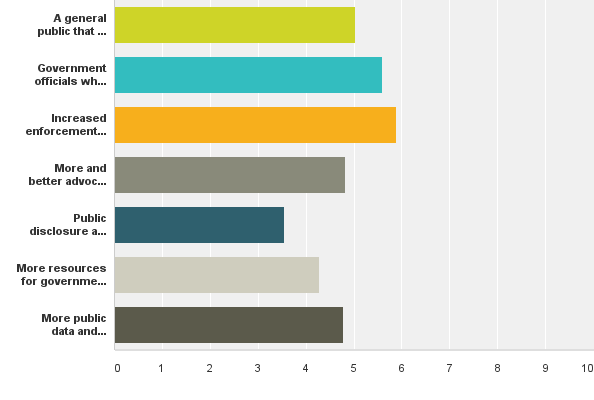 A general
public that ...
Government
officials wh...
Increased
enforcement...
More and
better advoc...
Public
disclosure a...
More resources
for governme...
More public
data and...
0 1 2 3 4 5 6 7 8 9 10